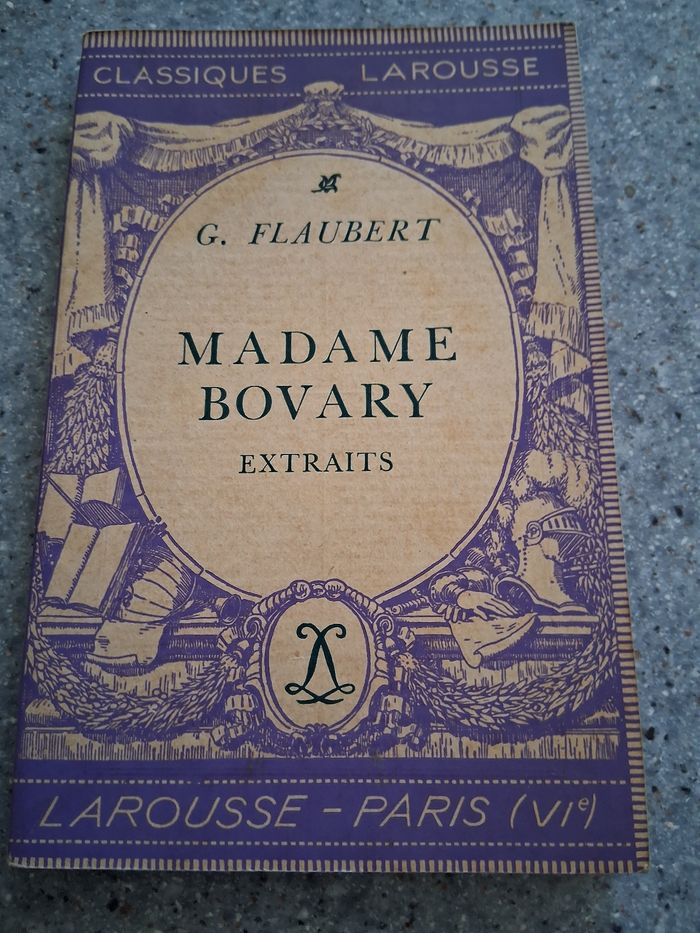 CLASSIQUES LAROUSSE
G. FLAUBERT
MADAME
BOVARY
EXTRAITS
LAROUSSE – PARIS (VIᵉ)